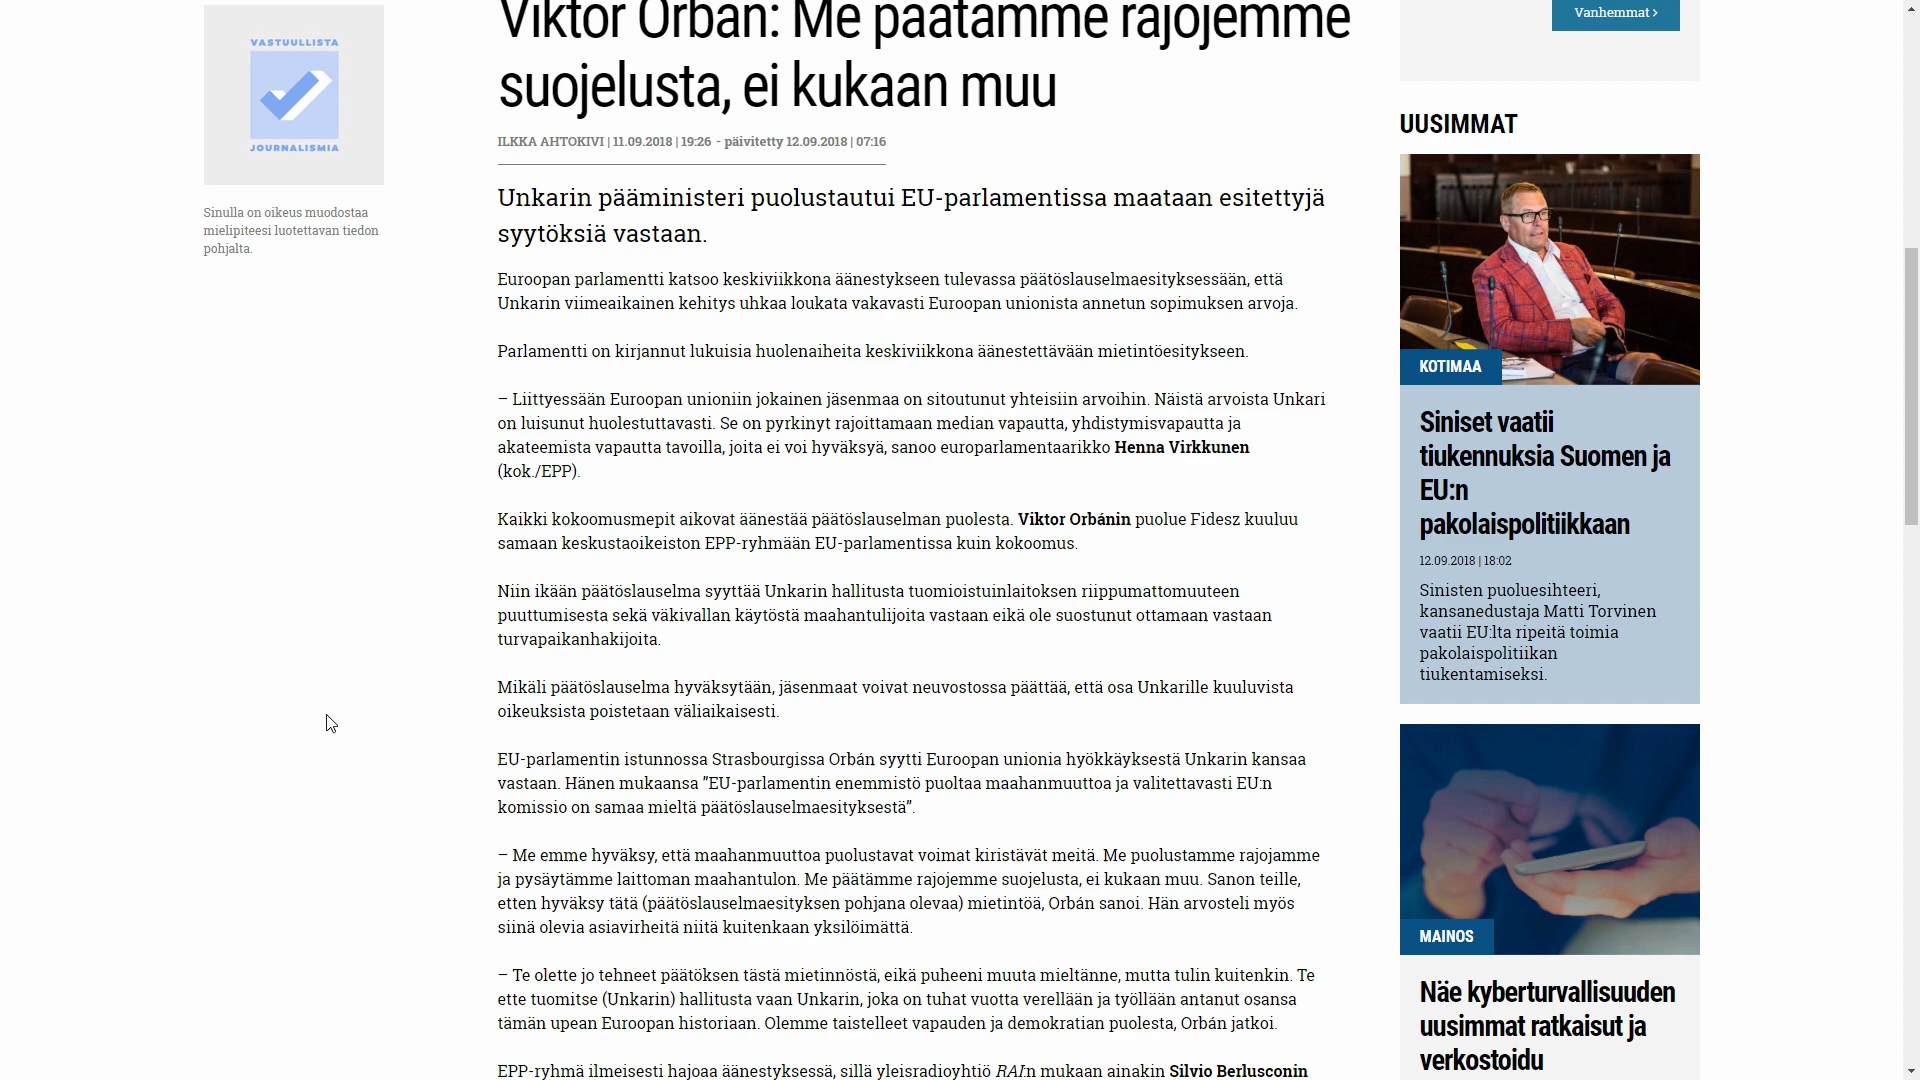 VASTUULLISTA
JOURNALISMIA
Sinulla on oikeus muodostaa
mielipiteesi luotettavan tiedon
pohjalta.
Viktor Orbán: Me päätämme rajojemme
suojelusta, ei kukaan muu
ILKKA AHTOKIVI | 11.09.2018 | 19:26 - päivitetty 12.09.2018 | 07:16
Unkarin pääministeri puolustautui EU-parlamentissa maataan esitettyjä
syytöksiä vastaan.
Euroopan parlamentti katsoo keskiviikkona äänestykseen tulevassa päätöslauselmaesityksessään, että
Unkarin viimeaikainen kehitys uhkaa loukata vakavasti Euroopan unionista annetun sopimuksen arvoja.
Parlamentti on kirjannut lukuisia huolenaiheita keskiviikkona äänestettävään mietintöesitykseen.
– Liittyessään Euroopan unioniin jokainen jäsenmaa on sitoutunut yhteisiin arvoihin. Näistä arvoista Unkari
on luisunut huolestuttavasti. Se on pyrkinyt rajoittamaan median vapautta, yhdistymisvapautta ja
akateemista vapautta tavoilla, joita ei voi hyväksyä, sanoo europarlamentaarikko Henna Virkkunen
(kok./EPP).
Kaikki kokoomusmepit aikovat äänestää päätöslauselman puolesta. Viktor Orbánin puolue Fidesz kuuluu
samaan keskustaoikeiston EPP-ryhmään EU-parlamentissa kuin kokoomus.
Niin ikään päätöslauselma syyttää Unkarin hallitusta tuomioistuinlaitoksen riippumattomuuteen
puuttumisesta sekä väkivallan käytöstä maahantulijoita vastaan eikä ole suostunut ottamaan vastaan
turvapaikanhakijoita.
Mikäli päätöslauselma hyväksytään, jäsenmaat voivat neuvostossa päättää, että osa Unkarille kuuluvista
oikeuksista poistetaan väliaikaisesti.
EU-parlamentin istunnossa Strasbourgissa Orbán syytti Euroopan unionia hyökkäyksestä Unkarin kansaa
vastaan. Hänen mukaansa ”EU-parlamentin enemmistö puoltaa maahanmuuttoa ja valitettavasti EU:n
komissio on samaa mieltä päätöslauselmaesityksestä”.
– Me emme hyväksy, että maahanmuuttoa puolustavat voimat kiristävät meitä. Me puolustamme rajojamme
ja pysäytämme laittoman maahantulon. Me päätämme rajojemme suojelusta, ei kukaan muu. Sanon teille,
etten hyväksy tätä (päätöslauselmaesityksen pohjana olevaa) mietintöä, Orbán sanoi. Hän arvosteli myös
siinä olevia asiavirheitä niitä kuitenkaan yksilöimättä.
– Te olette jo tehneet päätöksen tästä mietinnöstä, eikä puheeni muuta mieltänne, mutta tulin kuitenkin. Te
ette tuomitse (Unkarin) hallitusta vaan Unkarin, joka on tuhat vuotta verellään ja työllään antanut osansa
tämän upean Euroopan historiaan. Olemme taistelleet vapauden ja demokratian puolesta, Orbán jatkoi.
EPP-ryhmä ilmeisesti hajoaa äänestyksessä, sillä yleisradioyhtiö RAI:n mukaan ainakin Silvio Berlusconin
Vanhemmat ›
UUSIMMAT
KOTIMAA
Siniset vaatii
tiukennuksia Suomen ja
EU:n
pakolaispolitiikkaan
12.09.2018 | 18:02
Sinisten puoluesihteeri,
kansanedustaja Matti Torvinen
vaatii EU:lta ripeitä toimia
pakolaispolitiikan
tiukentamiseksi.
MAINOS
Näe kyberturvallisuuden
uusimmat ratkaisut ja
verkostoidu